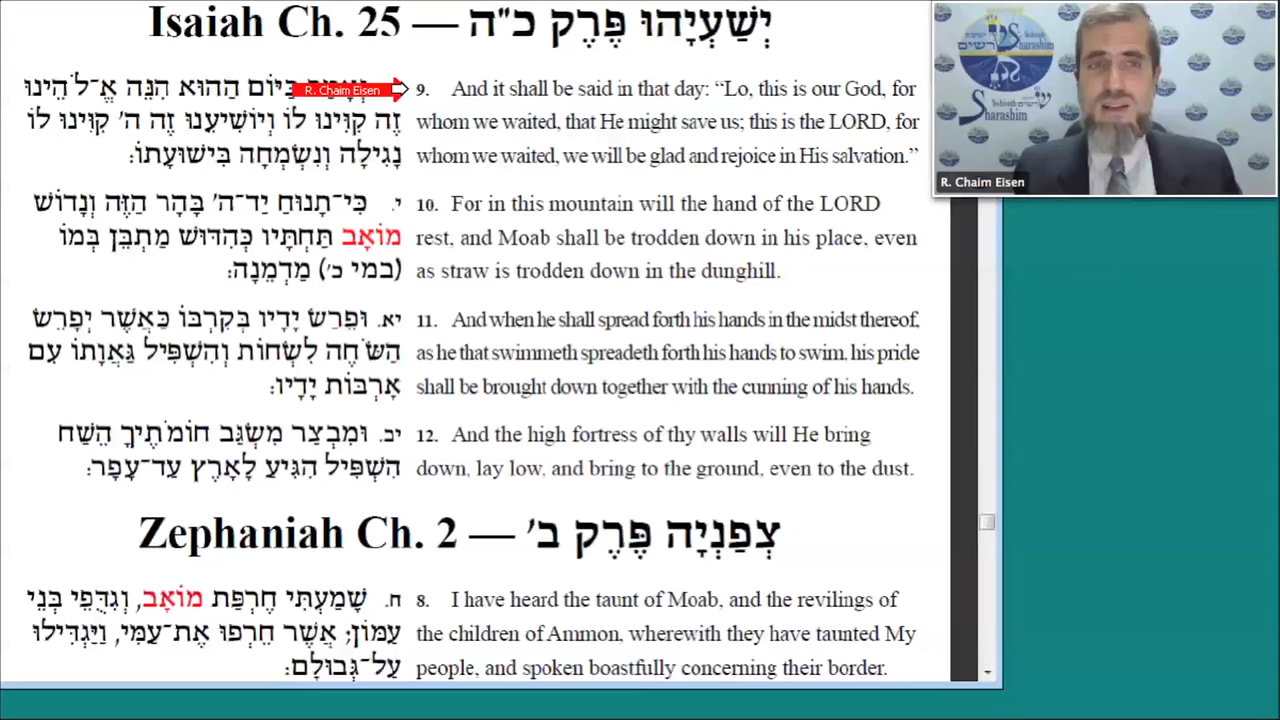 Isaiah Ch. 25 — יְשַׁעְיָהוּ פֶּרֶק כ"ה
בַּיּוֹם הַהוּא הִנֵּה אֱ־לֹהֵינוּ
זֶה קִוִּינוּ לוֹ וְיוֹשִׁיעֵנוּ זֶה ה' קִוִּינוּ לוֹ
נָגִילָה וְנִשְׂמְחָה בִּישׁוּעָתוֹ:
R. Chaim Eisen
9. And it shall be said in that day: “Lo, this is our God, for
whom we waited, that He might save us; this is the LORD, for
whom we waited, we will be glad and rejoice in His salvation.”
י. כִּי־תָנוּחַ יַד־ה' בָּהָר הַזֶּה וְנָדוֹשׁ
מוֹאָב תַּחְתָּיו כְּהִדּוּשׁ מַתְבֵּן בְּמוֹ
(במי כ') מַדְמֵנָה:
10. For in this mountain will the hand of the LORD
rest, and Moab shall be trodden down in his place, even
as straw is trodden down in the dunghill.
יא. וּפֵרַשׂ יָדָיו בְּקִרְבּוֹ כַּאֲשֶׁר יְפָרֵשׂ
הַשֹּׂחֶה לִשְׂחוֹת וְהִשְׁפִּיל גַּאֲוָתוֹ עִם
אָרְבּוֹת יָדָיו:
11. And when he shall spread forth his hands in the midst thereof,
as he that swimmeth spreadeth forth his hands to swim, his pride
shall be brought down together with the cunning of his hands.
יב. וּמִבְצַר מִשְׂגַּב חוֹמֹתֶיךָ הֵשַׁח
הִשְׁפִּיל הִגִּיעַ לָאָרֶץ עַד־עָפָר:
12. And the high fortress of thy walls will He bring
down, lay low, and bring to the ground, even to the dust.
Zephaniah Ch. 2 — צְפַנְיָה פֶּרֶק ב'
ח. שָׁמַעְתִּי חֶרְפַּת מוֹאָב, וְגִדֻּפֵי בְּנֵי
עַמּוֹן; אֲשֶׁר חֵרְפוּ אֶת־עַמִּי, וַיַּגְדִּילוּ
עַל־גְּבוּלָם:
8. I have heard the taunt of Moab, and the revilings of
the children of Ammon, wherewith they have taunted My
people, and spoken boastfully concerning their border.
Sharashim
Yeshivath
Sharashim
R. Chaim Eisen